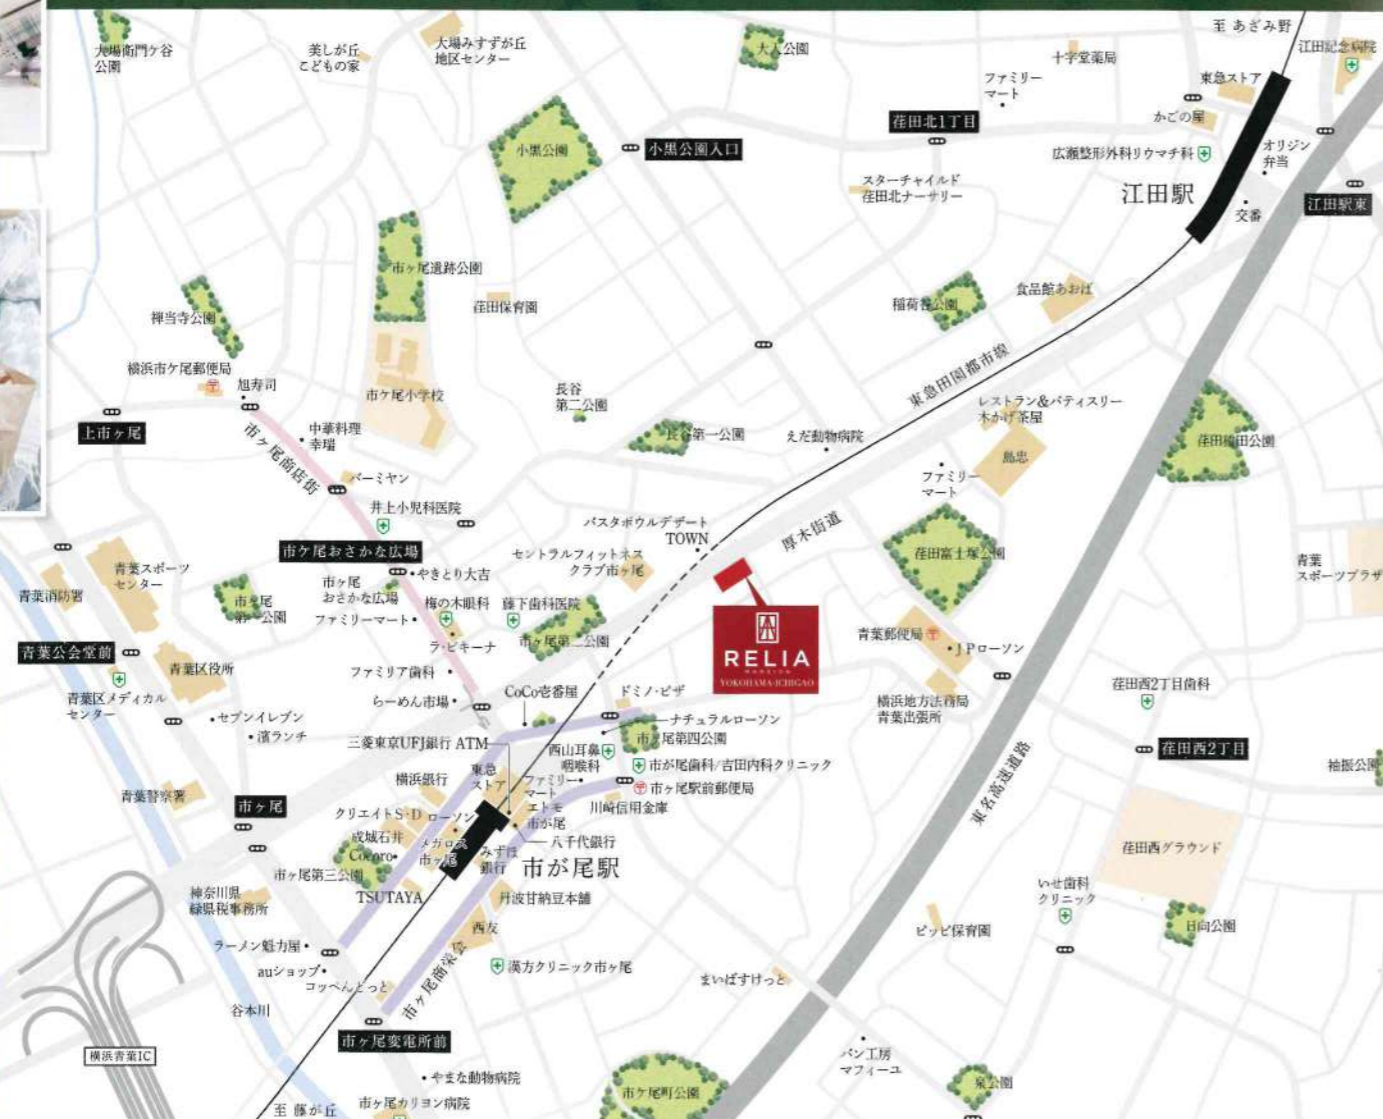 至 あざみ野
大場衛門ケ谷
公園
美しが丘
こどもの家
大場みすずが丘
地区センター
大入公園
十字堂薬局
江田記念病院
ファミリー
マート
東急ストア
かごの屋
荏田北1丁目
小黒公園
小黒公園入口
広瀬整形外科リウマチ科
オリジン
弁当
スターチャイルド
荏田北ナーサリー
江田駅
江田駅東
交番
市ヶ尾遺跡公園
荏田保育園
稲荷谷公園
食品館あおば
禅当寺公園
横浜市ケ尾郵便局
旭寿司
市ケ尾小学校
長谷
第二公園
東急田園都市線
レストラン&パティスリー
木かげ茶屋
上市ヶ尾
市ヶ尾商店街
中華料理
幸瑞
長谷第一公園
えだ動物病院
島忠
ファミリー
マート
バーミヤン
井上小児科医院
パスタボウルデザート
TOWN
厚木街道
荏田富士塚公園
市ケ尾おさかな広場
セントラルフィットネス
クラブ市ヶ尾
青葉
スポーツプラザ
青葉スポーツ
センター
青葉消防署
やきとり大吉
市ヶ尾
おさかな広場
梅の木眼科
藤下歯科医院
市ヶ尾
第一公園
ファミリーマート
ラ・ビキーナ
市ヶ尾第二公園
RELIA
MANSION
YOKOHAMA-ICHIGAO
青葉郵便局
JPローソン
青葉公会堂前
青葉区役所
ファミリア歯科
青葉区メディカル
センター
らーめん市場
CoCo壱番屋
ドミノ・ピザ
横浜地方法務局
青葉出張所
荏田西2丁目歯科
セブンイレブン
濱ランチ
ナチュラルローソン
市ヶ尾第四公園
三菱東京UFJ銀行 ATM
西山耳鼻
咽喉科
市が尾歯科/吉田内科クリニック
荏田西2丁目
東名高速道路
袖振公園
横浜銀行
東急
ストア
ファミリー
マート
市ヶ尾駅前郵便局
青葉警察署
市ヶ尾
クリエイトS・D
ローソン
エトモ
市が尾
川崎信用金庫
成城石井
Cocoro
メガロス
市ヶ尾
みずほ
銀行
八千代銀行
市が尾駅
荏田西グラウンド
市ヶ尾第三公園
TSUTAYA
神奈川県
緑県税事務所
丹波甘納豆本舗
いせ歯科
クリニック
西友
ピッピ保育園
日向公園
ラーメン魁力屋
auショップ
コッペんどっと
市ヶ尾商栄会
漢方クリニック市ヶ尾
まいばすけっと
谷本川
市ヶ尾変電所前
横浜青葉IC
やまな動物病院
パン工房
マフィーユ
市ケ尾町公園
泉公園
至 藤が丘
市ヶ尾カリヨン病院